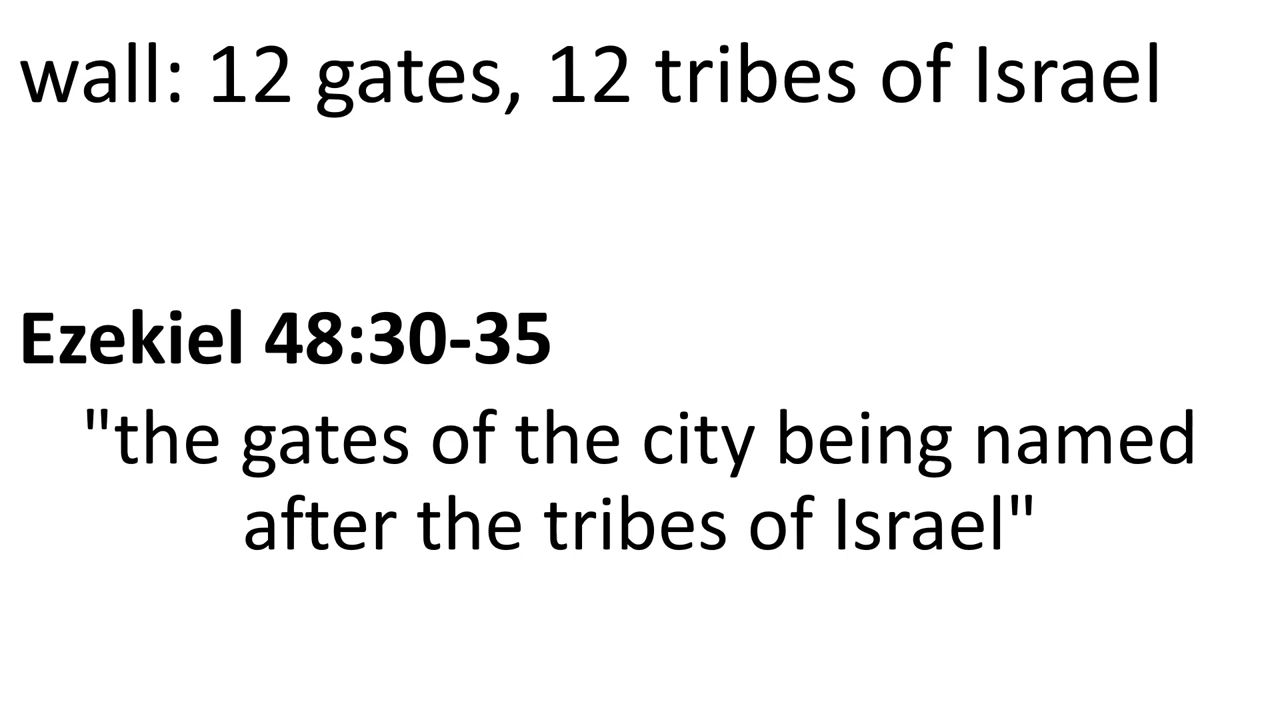 wall: 12 gates, 12 tribes of Israel
Ezekiel 48:30-35
"the gates of the city being named
after the tribes of Israel"